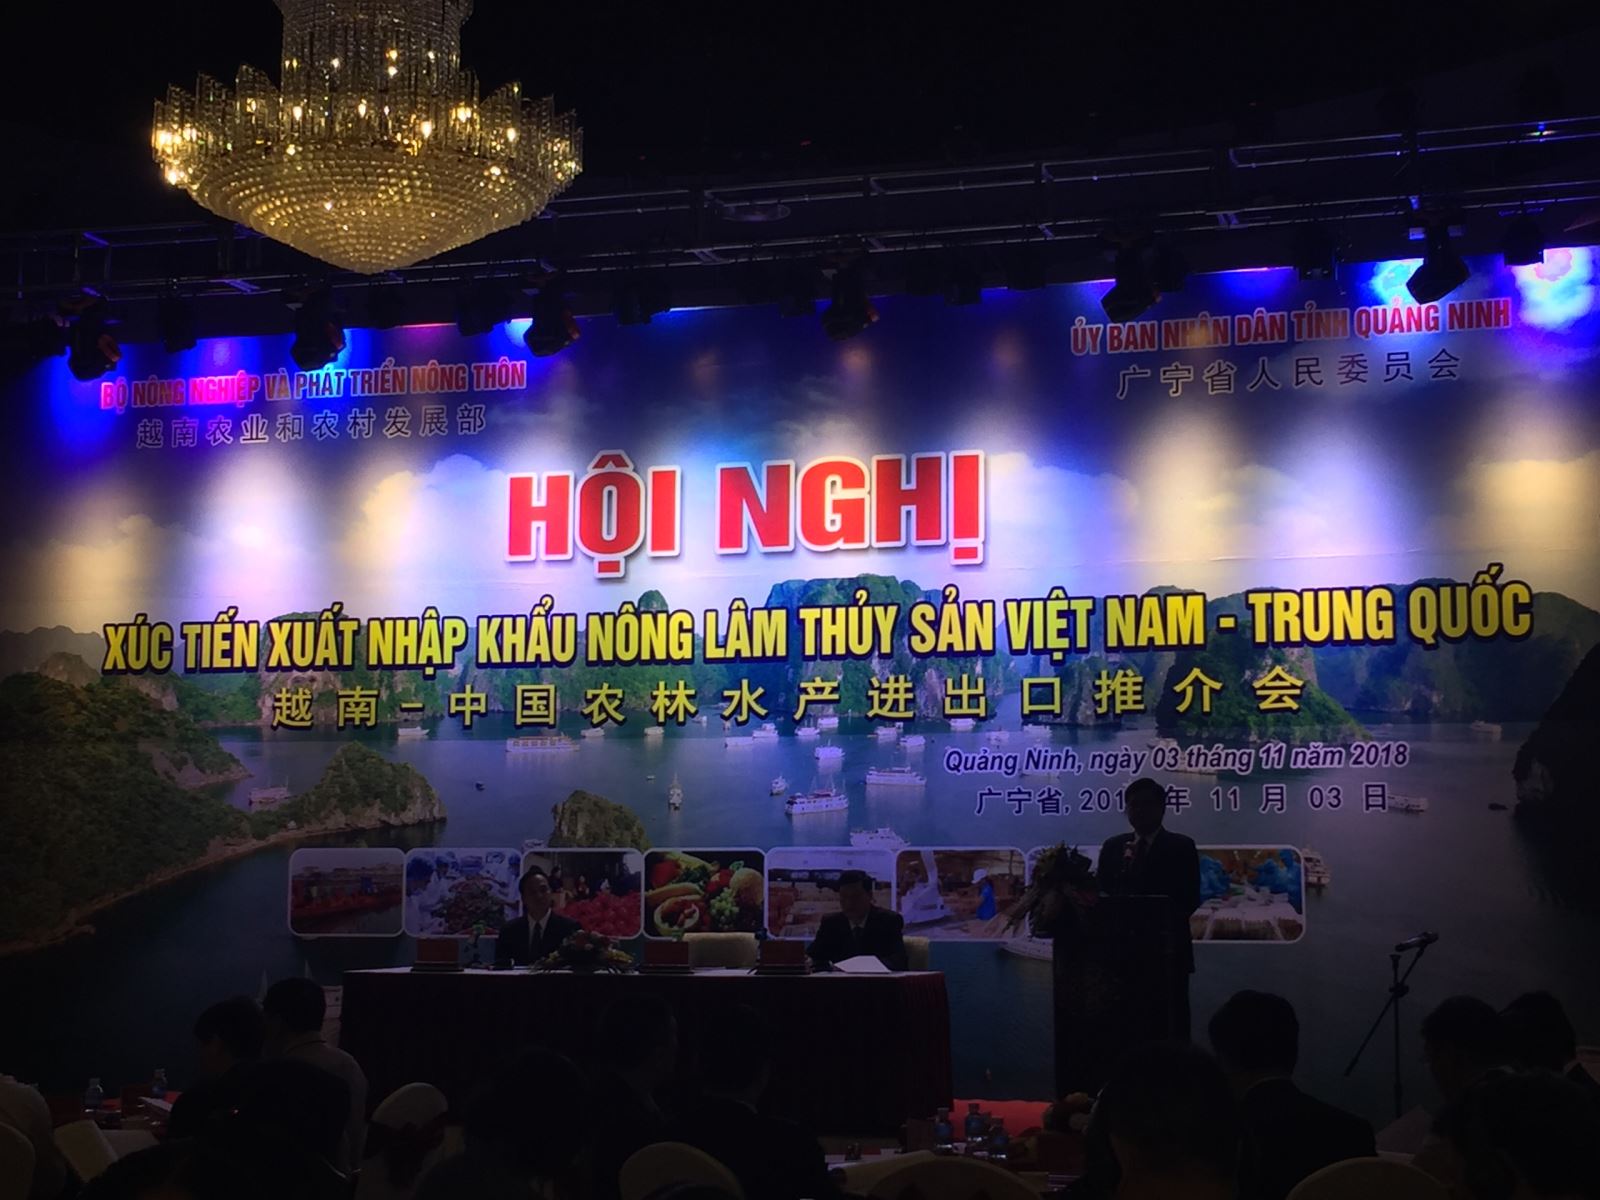 BỘ NÔNG NGHIỆP VÀ PHÁT TRIỂN NÔNG THÔN
越南农业和农村发展部
ỦY BAN NHÂN DÂN TỈNH QUẢNG NINH
广宁省人民委员会
HỘI NGHỊ
XÚC TIẾN XUẤT NHẬP KHẨU NÔNG LÂM THỦY SẢN VIỆT NAM - TRUNG QUỐC
越南-中国农林水产进出口推介会
Quảng Ninh, ngày 03 tháng 11 năm 2018
广宁省, 201 年 11 月 03 日